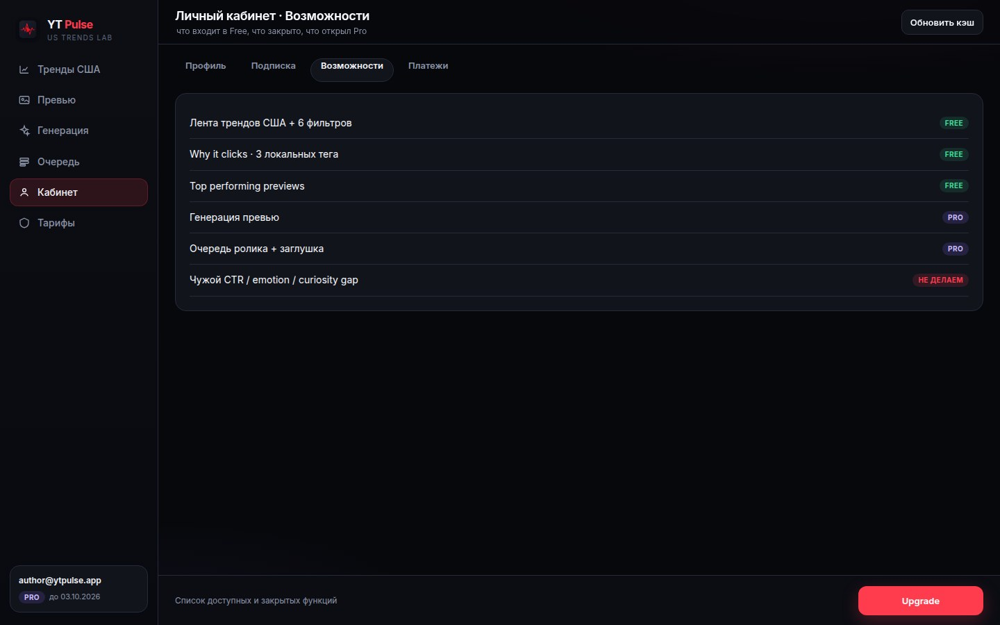 YT Pulse
US TRENDS LAB
Тренды США
Превью
Генерация
Очередь
Кабинет
Тарифы
author@ytpulse.app
PRO до 03.10.2026
Личный кабинет · Возможности
что входит в Free, что закрыто, что открыл Pro
Обновить кэш
Профиль Подписка Возможности Платежи
Лента трендов США + 6 фильтров FREE
Why it clicks · 3 локальных тега FREE
Top performing previews FREE
Генерация превью PRO
Очередь ролика + заглушка PRO
Чужой CTR / emotion / curiosity gap НЕ ДЕЛАЕМ
Список доступных и закрытых функций
Upgrade